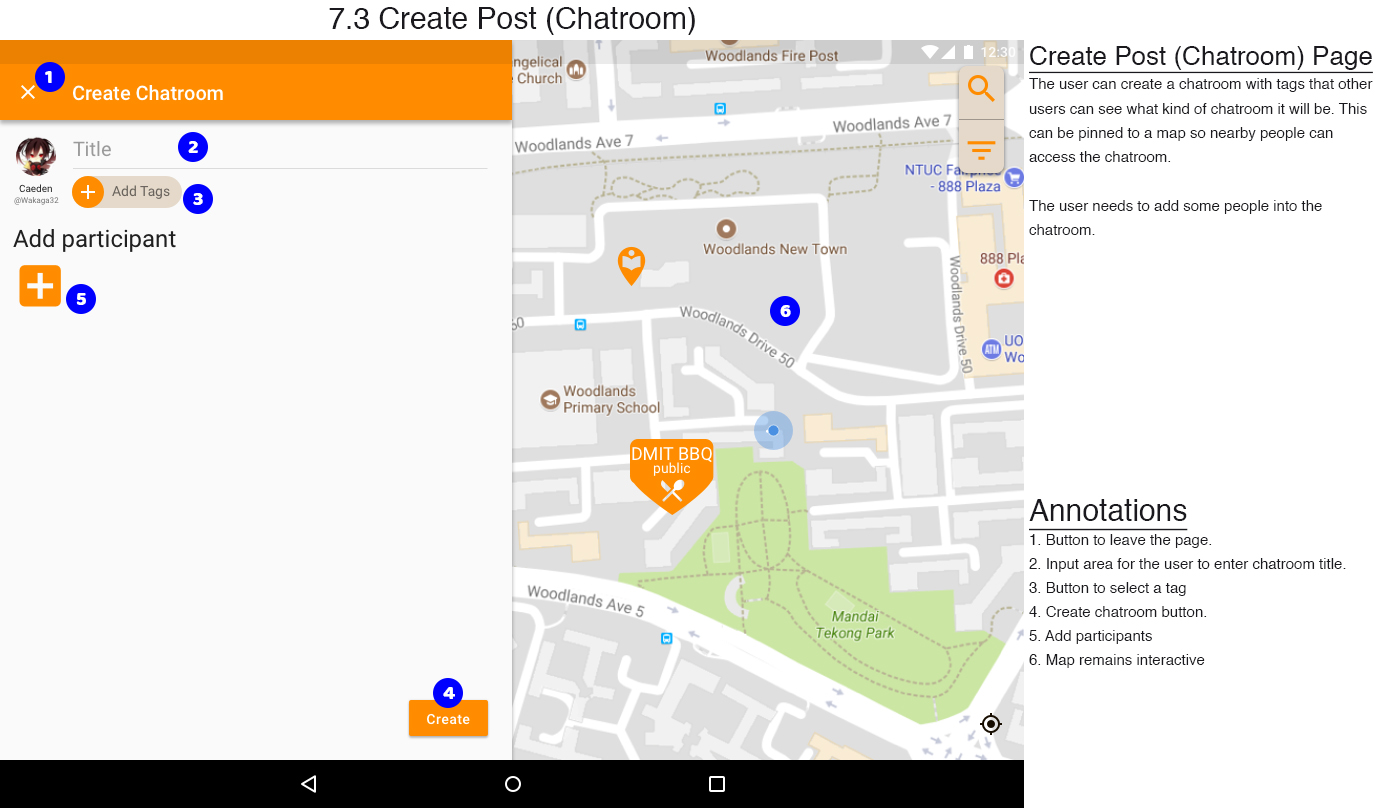 7.3 Create Post (Chatroom)
1
Create Chatroom
Title
2
Add Tags
3
Caeden
@Wakaga32
Add participant
5
4
Create
12:30
Woodlands Fire Post
ngelical
Church
Woodlands Ave 7
Woodlands Ave 7
NTUC Fairprice
- 888 Plaza
Woodlands New Town
888 Pla
Woodlands Drive 50
6
Woodlands Drive 50
50
UO
ATM
Wo
Woodlands
Primary School
DMIT BBQ
public
Woodlands Ave 5
Mandai
Tekong Park
Create Post (Chatroom) Page
The user can create a chatroom with tags that other
users can see what kind of chatroom it will be. This
can be pinned to a map so nearby people can
access the chatroom.
The user needs to add some people into the
chatroom.
Annotations
1. Button to leave the page.
2. Input area for the user to enter chatroom title.
3. Button to select a tag
4. Create chatroom button.
5. Add participants
6. Map remains interactive